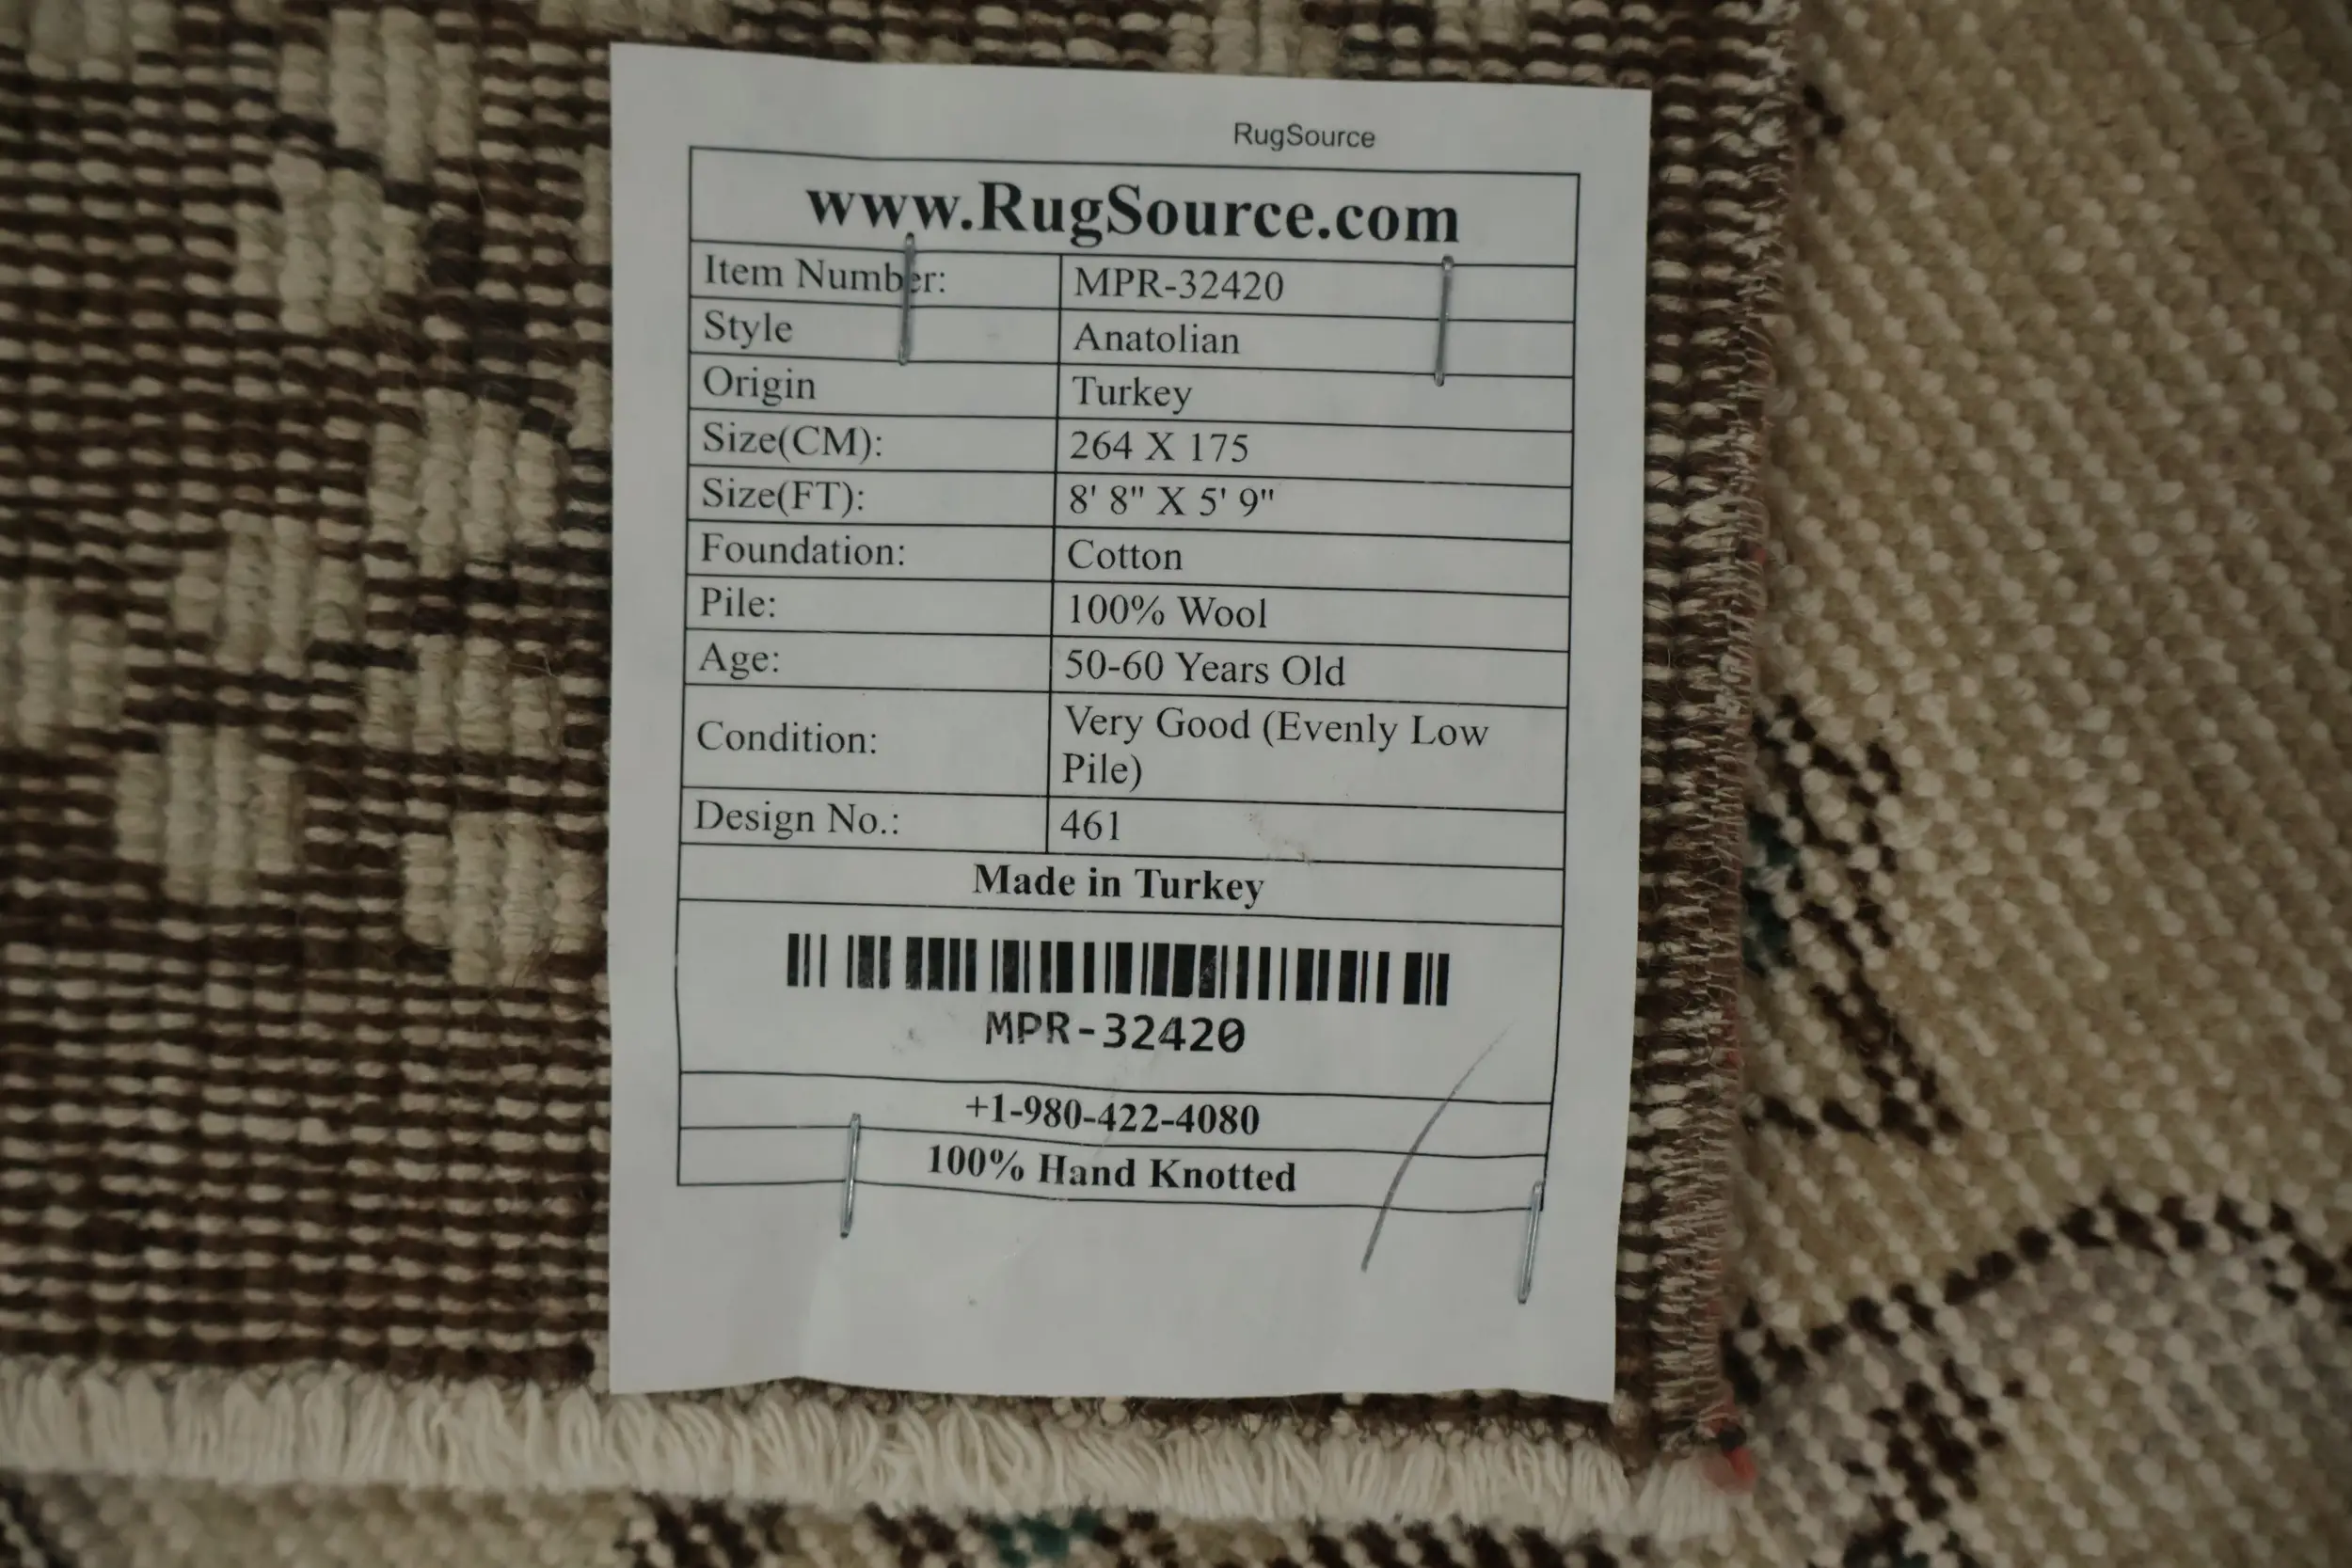 RugSource
www.RugSource.com
Item Number: MPR-32420
Style Anatolian
Origin Turkey
Size(CM): 264 X 175
Size(FT): 8' 8" X 5' 9"
Foundation: Cotton
Pile: 100% Wool
Age: 50-60 Years Old
Condition: Very Good (Evenly Low
Pile)
Design No.: 461
Made in Turkey
MPR-32420
+1-980-422-4080
100% Hand Knotted